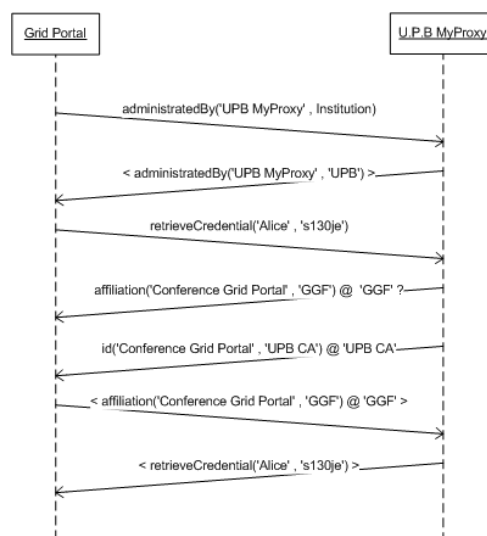 Grid Portal
U.P.B MyProxy
administratedBy('UPB MyProxy' , Institution)
< administratedBy('UPB MyProxy' , 'UPB') >
retrieveCredential('Alice' , 's130je')
affiliation('Conference Grid Portal' , 'GGF') @ 'GGF' ?
id('Conference Grid Portal' , 'UPB CA') @ 'UPB CA'
< affiliation('Conference Grid Portal' , 'GGF') @ 'GGF' >
< retrieveCredential('Alice' , 's130je') >